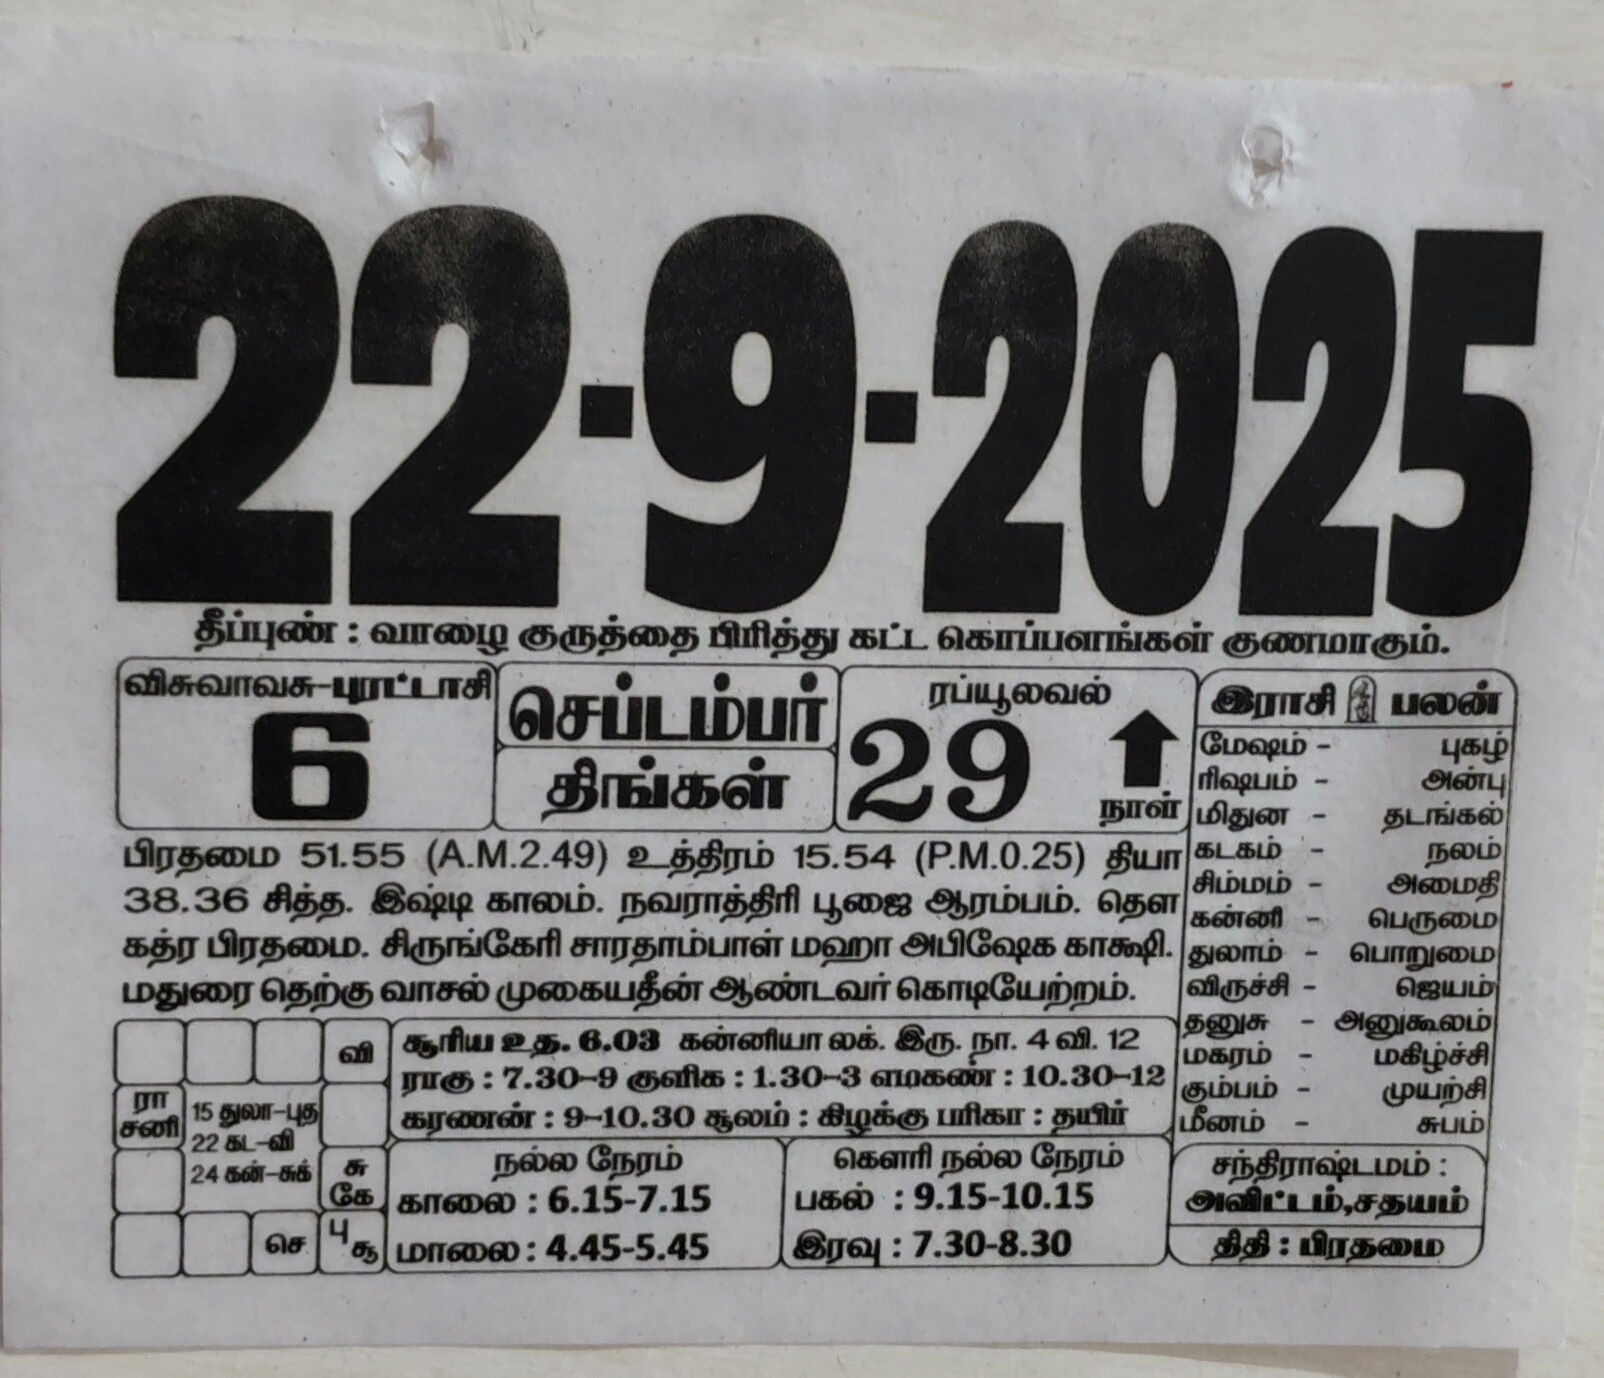 22-9-2025
தீப்புண் : வாழை குருத்தை பிரித்து கட்ட கொப்பளங்கள் குணமாகும்.
விசுவாவசு-புரட்டாசி
6
செப்டம்பர்
திங்கள்
ரப்யூலவல்
29
நாள்
பிரதமை 51.55 (A.M.2.49) உத்திரம் 15.54 (P.M.0.25) தியா
38.36 சித்த. இஷ்டி காலம். நவராத்திரி பூஜை ஆரம்பம். தௌ
கத்ர பிரதமை. சிருங்கேரி சாரதாம்பாள் மஹா அபிஷேக காக்ஷி.
மதுரை தெற்கு வாசல் முகையதீன் ஆண்டவர் கொடியேற்றம்.
இராசி பலன்
மேஷம் - புகழ்
ரிஷபம் - அன்பு
மிதுன - தடங்கல்
கடகம் - நலம்
சிம்மம் - அமைதி
கன்னி - பெருமை
துலாம் - பொறுமை
விருச்சி - ஜெயம்
தனுசு - அனுகூலம்
மகரம் - மகிழ்ச்சி
கும்பம் - முயற்சி
மீனம் - சுபம்
சந்திராஷ்டமம் :
அவிட்டம்,சதயம்
திதி : பிரதமை
வி
ரா
சனி
15 துலா-புத
22 கட-வி
24 கன்-சுக்
சு
கே
செ
பு
சூ
சூரிய உத. 6.03 கன்னியா லக். இரு. நா. 4 வி. 12
ராகு : 7.30-9 குளிக : 1.30-3 எமகண் : 10.30-12
கரணன் : 9-10.30 சூலம் : கிழக்கு பரிகா : தயிர்
நல்ல நேரம்
காலை : 6.15-7.15
மாலை : 4.45-5.45
கௌரி நல்ல நேரம்
பகல் : 9.15-10.15
இரவு : 7.30-8.30